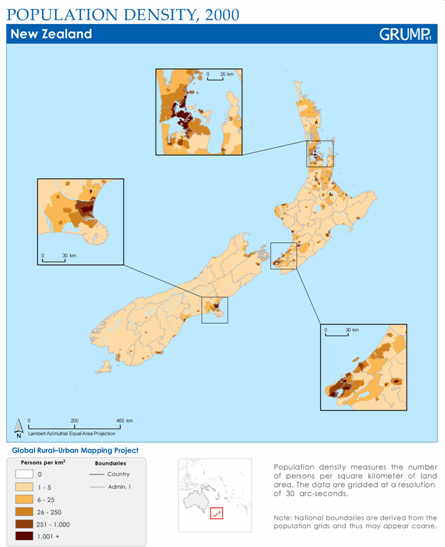 POPULATION DENSITY, 2000
New Zealand
GRUMP
0 20 km
0 30 km
0 30 km
N
0 200 400 km
Lambert Azimuthal Equal Area Projection
Global Rural–Urban Mapping Project
Persons per km²
0
1 - 5
6 - 25
26 - 250
251 - 1,000
1,001 +
Boundaries
Country
Admin. 1
Population density measures the number
of persons per square kilometer of land
area. The data are gridded at a resolution
of 30 arc-seconds.
Note: National boundaries are derived from the
population grids and thus may appear coarse.